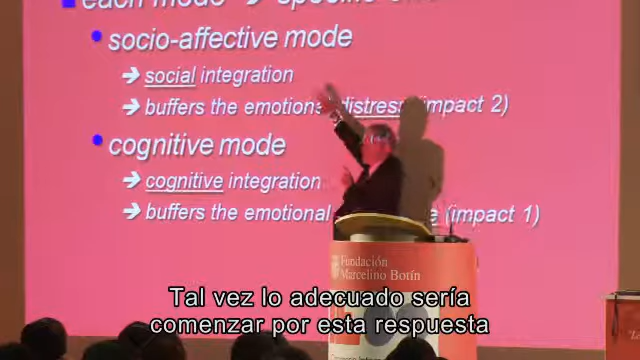 each mode ➔
socio-affective mode
➔ social integration
➔ buffers the emotional distress (impact 2)
cognitive mode
➔ cognitive integration
➔ buffers the emotional (impact 1)
Fundación
Marcelino Botín
Tal vez lo adecuado sería
comenzar por esta respuesta